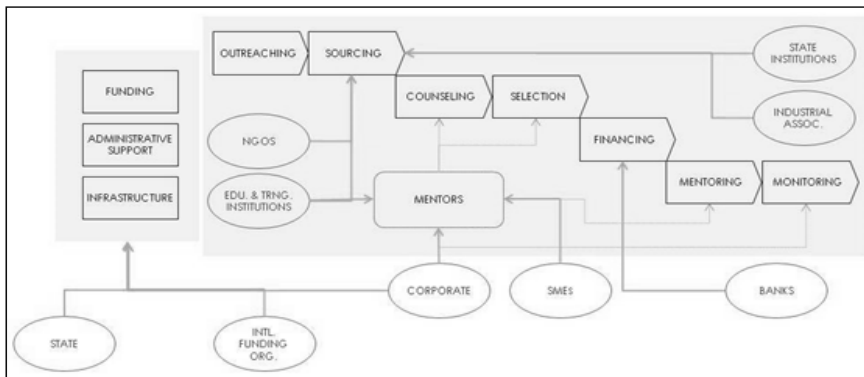 OUTREACHING
SOURCING
STATE
INSTITUTIONS
FUNDING
COUNSELING
SELECTION
INDUSTRIAL
ASSOC.
ADMINISTRATIVE
SUPPORT
NGOS
FINANCING
INFRASTRUCTURE
EDU. & TRNG.
INSTITUTIONS
MENTORS
MENTORING
MONITORING
CORPORATE
SMEs
BANKS
STATE
INTL.
FUNDING
ORG.